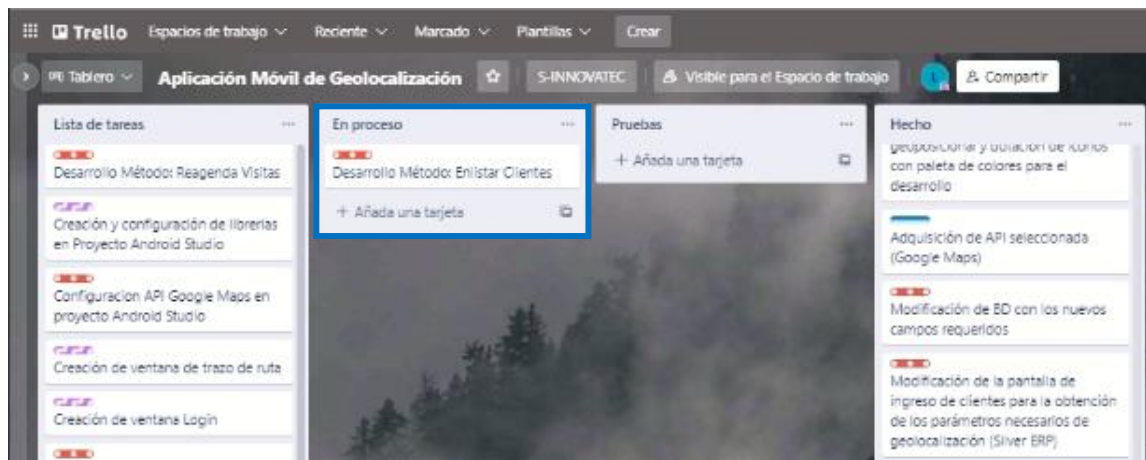 Trello Espacios de trabajo Reciente Marcado Plantillas Crear
Tablero Aplicación Móvil de Geolocalización S-INNOVATEC Visible para el Espacio de trabajo L Compartir
Lista de tareas
Desarrollo Método: Reagenda Visitas
Creación y configuración de librerías
en Proyecto Android Studio
Configuracion API Google Maps en
proyecto Android Studio
Creación de ventana de trazo de ruta
Creación de ventana Login
En proceso
Desarrollo Método: Enlistar Clientes
+ Añada una tarjeta
Pruebas
+ Añada una tarjeta
Hecho
geoposicional y dotación de iconos
con paleta de colores para el
desarrollo
Adquisición de API seleccionada
(Google Maps)
Modificación de BD con los nuevos
campos requeridos
Modificación de la pantalla de
ingreso de clientes para la obtención
de los parámetros necesarios de
geolocalización (Silver ERP)